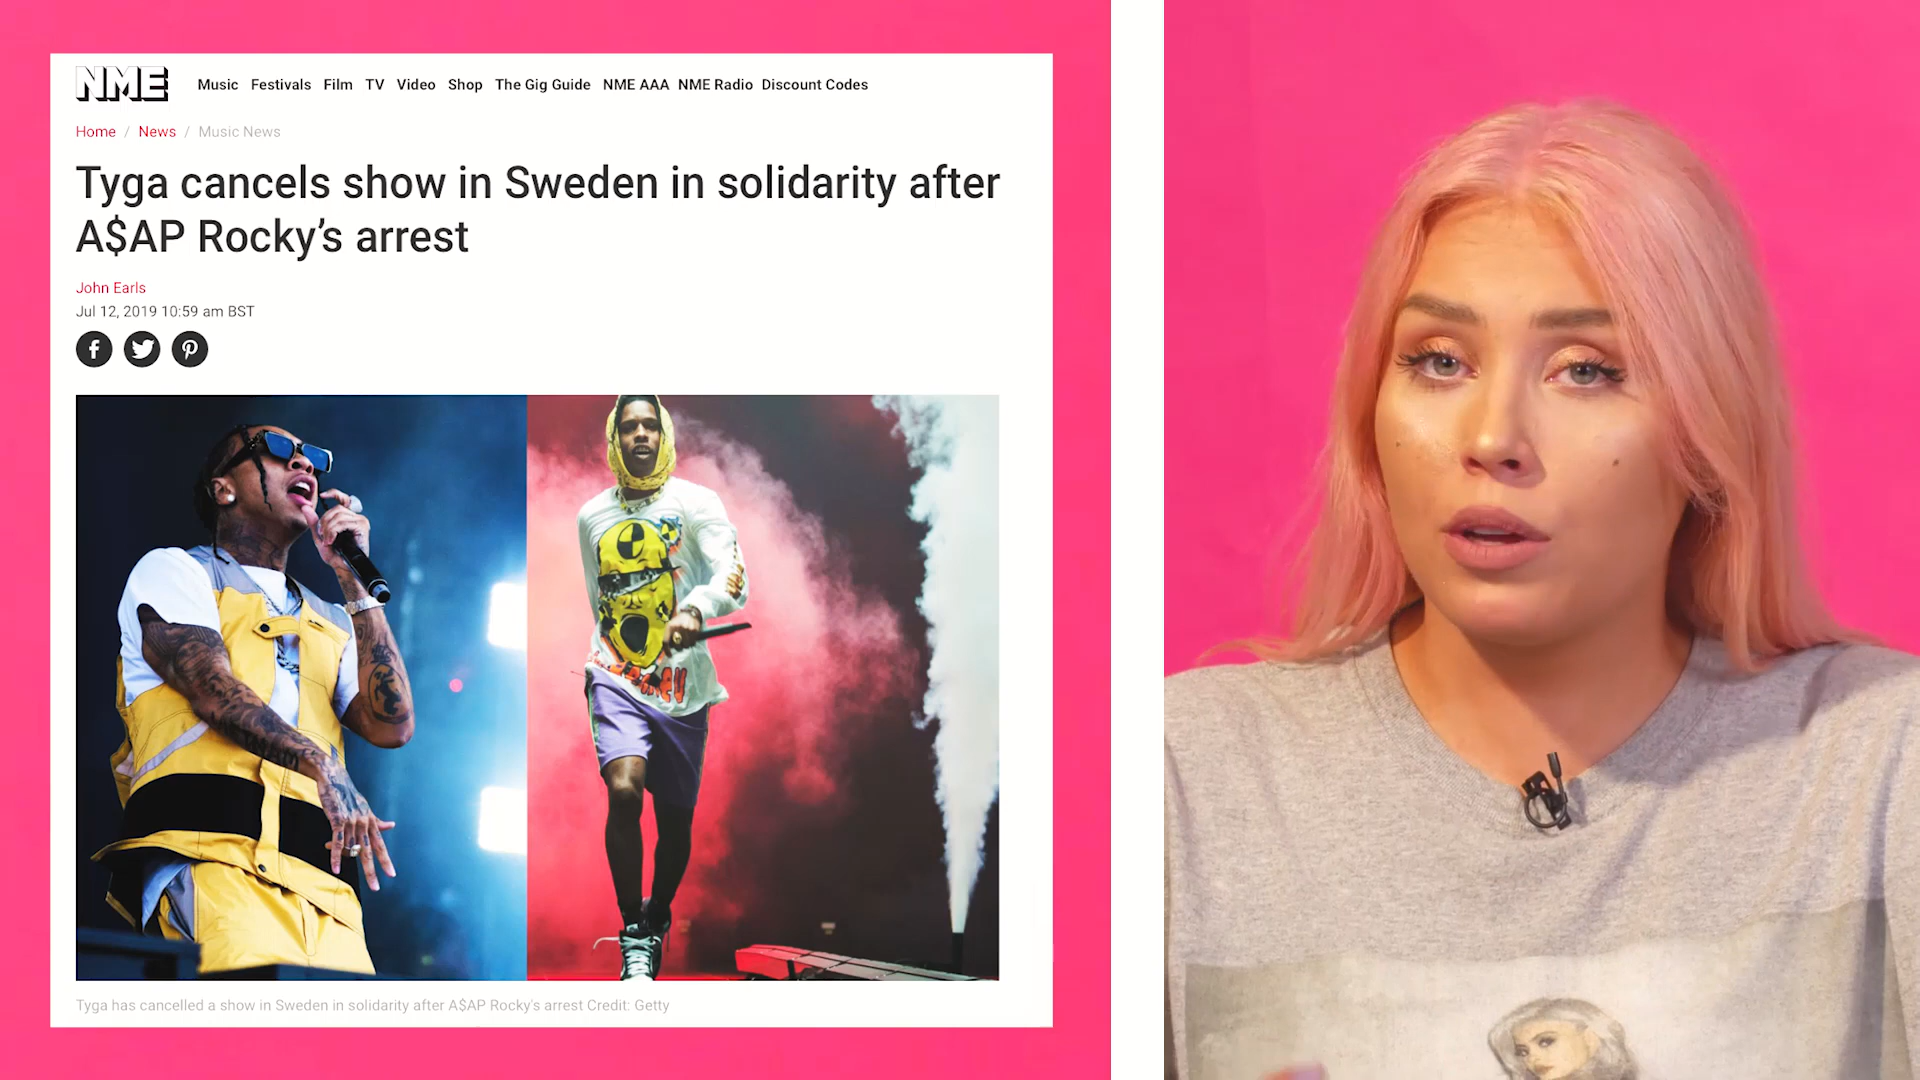 NME
Music Festivals Film TV Video Shop The Gig Guide NME AAA NME Radio Discount Codes
Home / News / Music News
Tyga cancels show in Sweden in solidarity after
A$AP Rocky’s arrest
John Earls
Jul 12, 2019 10:59 am BST
Tyga has cancelled a show in Sweden in solidarity after A$AP Rocky's arrest Credit: Getty